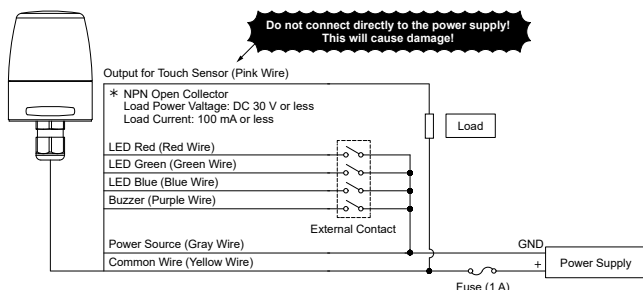 Do not connect directly to the power supply!
This will cause damage!
Output for Touch Sensor (Pink Wire)
* NPN Open Collector
Load Power Valtage: DC 30 V or less
Load Current: 100 mA or less
Load
LED Red (Red Wire)
LED Green (Green Wire)
LED Blue (Blue Wire)
Buzzer (Purple Wire)
External Contact
Power Source (Gray Wire)
GND
Common Wire (Yellow Wire)
+
Power Supply
Fuse (1 A)